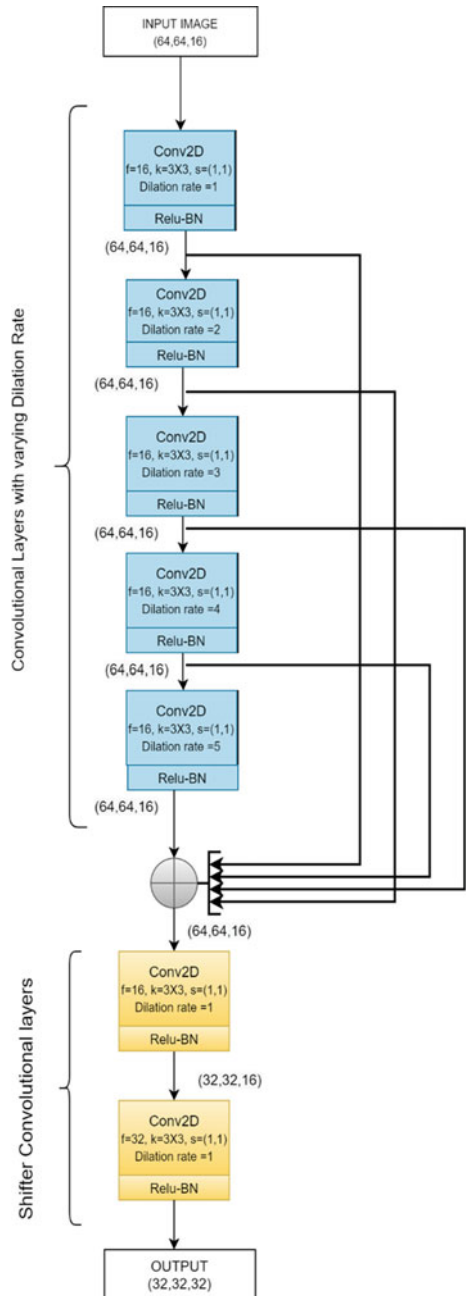 INPUT IMAGE
(64,64,16)
Convolutional Layers with varying Dilation Rate
Conv2D
f=16, k=3X3, s=(1,1)
Dilation rate =1
Relu-BN
(64,64,16)
Conv2D
f=16, k=3X3, s=(1,1)
Dilation rate =2
Relu-BN
(64,64,16)
Conv2D
f=16, k=3X3, s=(1,1)
Dilation rate =3
Relu-BN
(64,64,16)
Conv2D
f=16, k=3X3, s=(1,1)
Dilation rate =4
Relu-BN
(64,64,16)
Conv2D
f=16, k=3X3, s=(1,1)
Dilation rate =5
Relu-BN
(64,64,16)
(64,64,16)
Shifter Convolutional layers
Conv2D
f=16, k=3X3, s=(1,1)
Dilation rate =1
Relu-BN
(32,32,16)
Conv2D
f=32, k=3X3, s=(1,1)
Dilation rate =1
Relu-BN
OUTPUT
(32,32,32)